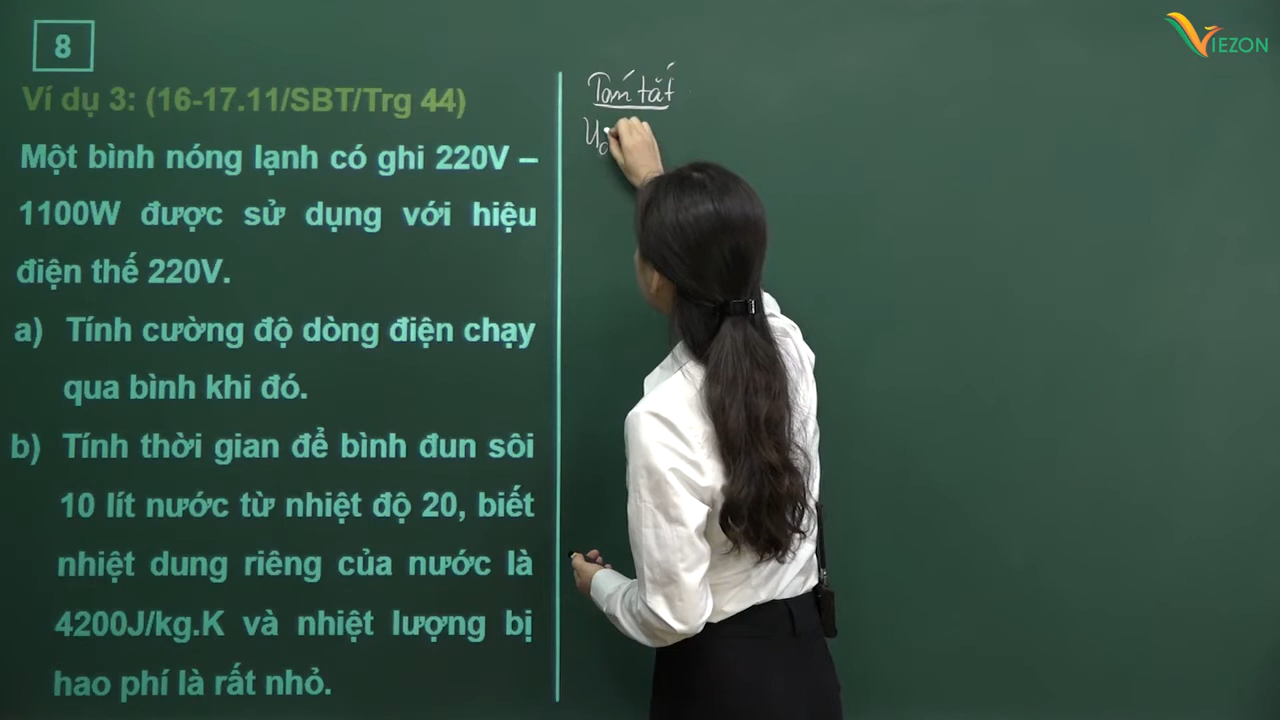 8
VIEZON
Ví dụ 3: (16-17.11/SBT/Trg 44)
Một bình nóng lạnh có ghi 220V –
1100W được sử dụng với hiệu
điện thế 220V.
a) Tính cường độ dòng điện chạy
qua bình khi đó.
b) Tính thời gian để bình đun sôi
10 lít nước từ nhiệt độ 20, biết
nhiệt dung riêng của nước là
4200J/kg.K và nhiệt lượng bị
hao phí là rất nhỏ.
Tóm tắt
U